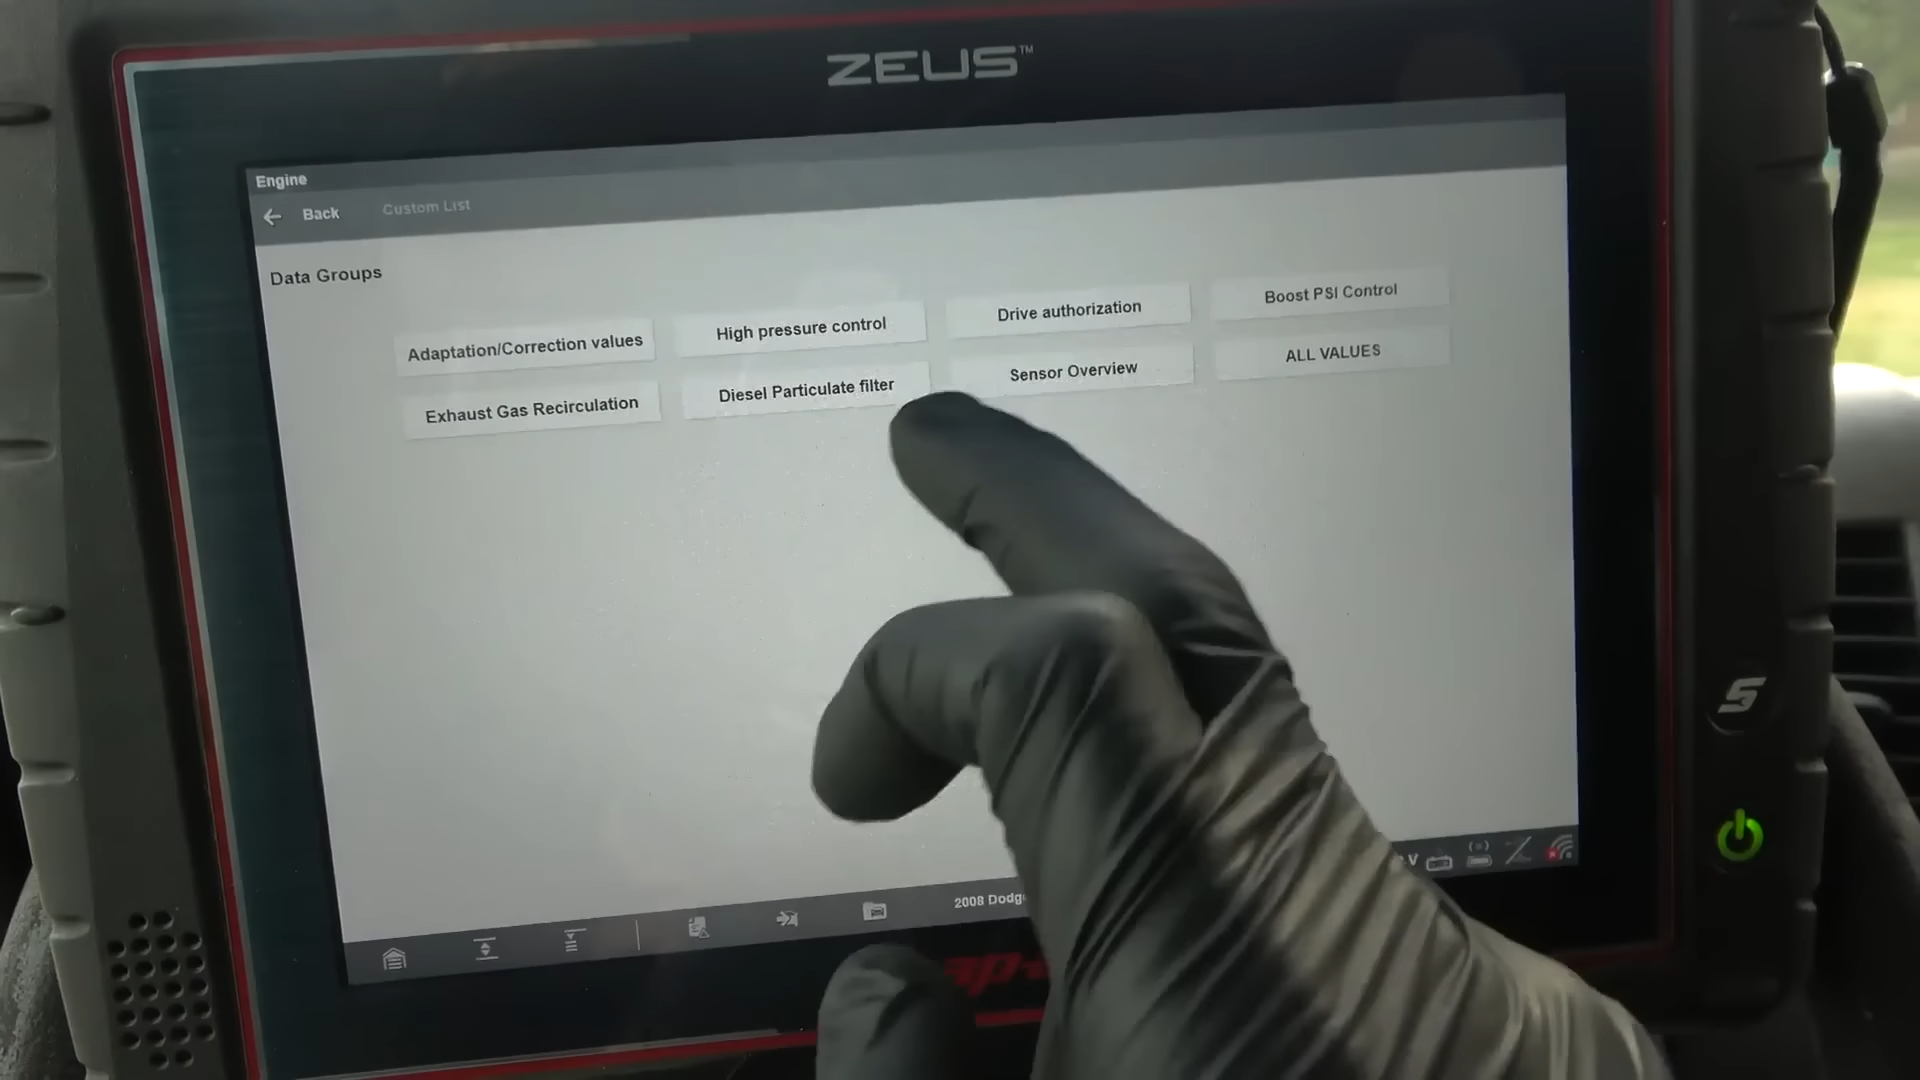 ZEUS™
Engine
Back
Custom List
Data Groups
Adaptation/Correction values
High pressure control
Drive authorization
Boost PSI Control
Exhaust Gas Recirculation
Diesel Particulate filter
Sensor Overview
ALL VALUES
2008
V